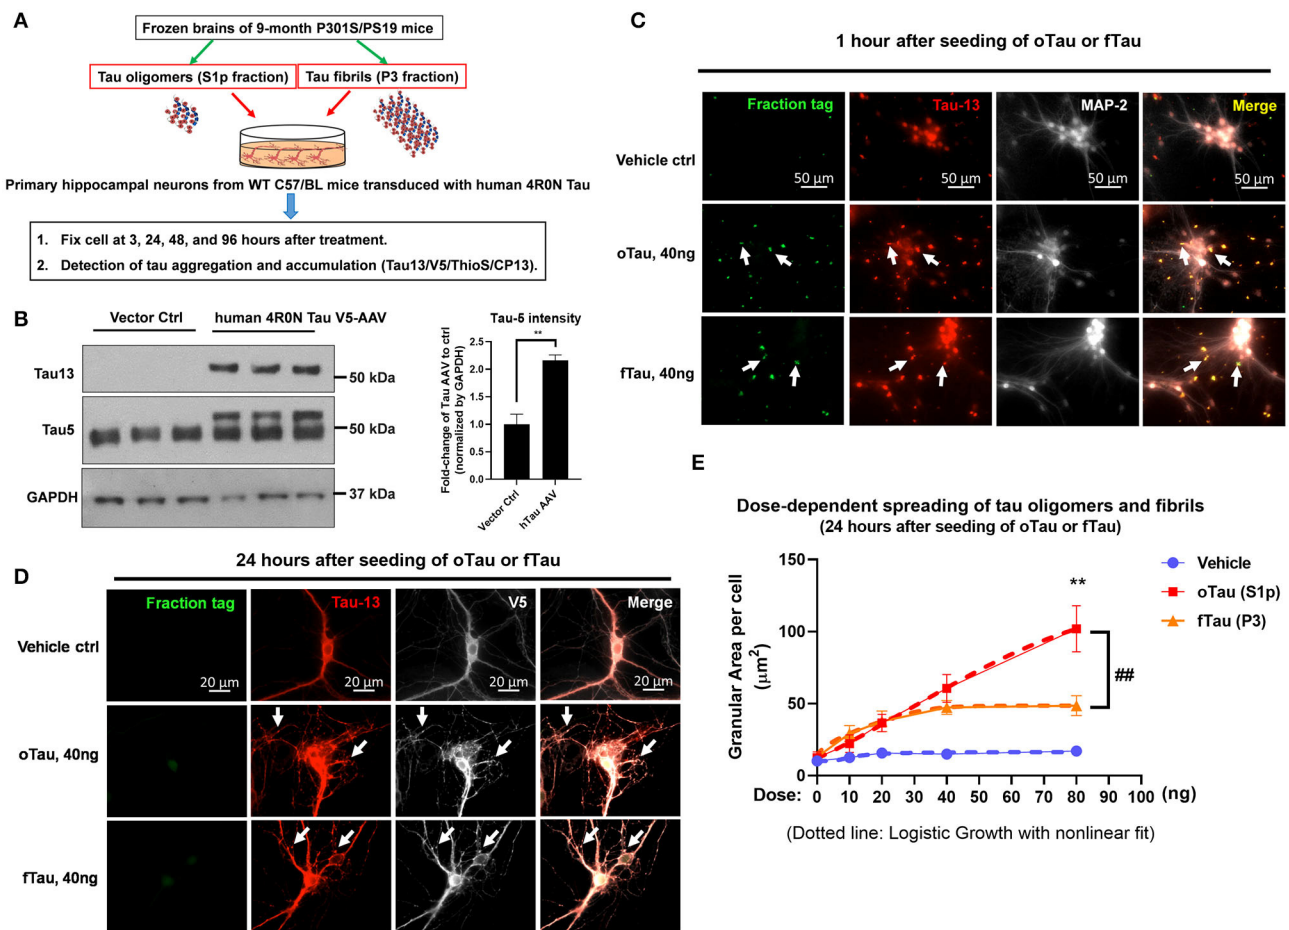 A
Frozen brains of 9-month P301S/PS19 mice
Tau oligomers (S1p fraction)
Tau fibrils (P3 fraction)
Primary hippocampal neurons from WT C57/BL mice transduced with human 4R0N Tau
1. Fix cell at 3, 24, 48, and 96 hours after treatment.
2. Detection of tau aggregation and accumulation (Tau13/V5/ThioS/CP13).
B
Vector Ctrl
human 4R0N Tau V5-AAV
Tau13
50 kDa
Tau5
50 kDa
GAPDH
37 kDa
Tau-5 intensity
**
Fold-change of Tau AAV to ctrl
(normalized by GAPDH)
2.5
2.0
1.5
1.0
0.5
0.0
Vector Ctrl
hTau AAV
C
1 hour after seeding of oTau or fTau
Fraction tag
Tau-13
MAP-2
Merge
Vehicle ctrl
50 μm
50 μm
50 μm
50 μm
oTau, 40ng
fTau, 40ng
D
24 hours after seeding of oTau or fTau
Fraction tag
Tau-13
V5
Merge
Vehicle ctrl
20 μm
20 μm
20 μm
20 μm
oTau, 40ng
fTau, 40ng
E
Dose-dependent spreading of tau oligomers and fibrils
(24 hours after seeding of oTau or fTau)
Granular Area per cell
(μm²)
150
100
50
0
**
##
Vehicle
oTau (S1p)
fTau (P3)
Dose: 0 10 20 30 40 50 60 70 80 90 100 (ng)
(Dotted line: Logistic Growth with nonlinear fit)